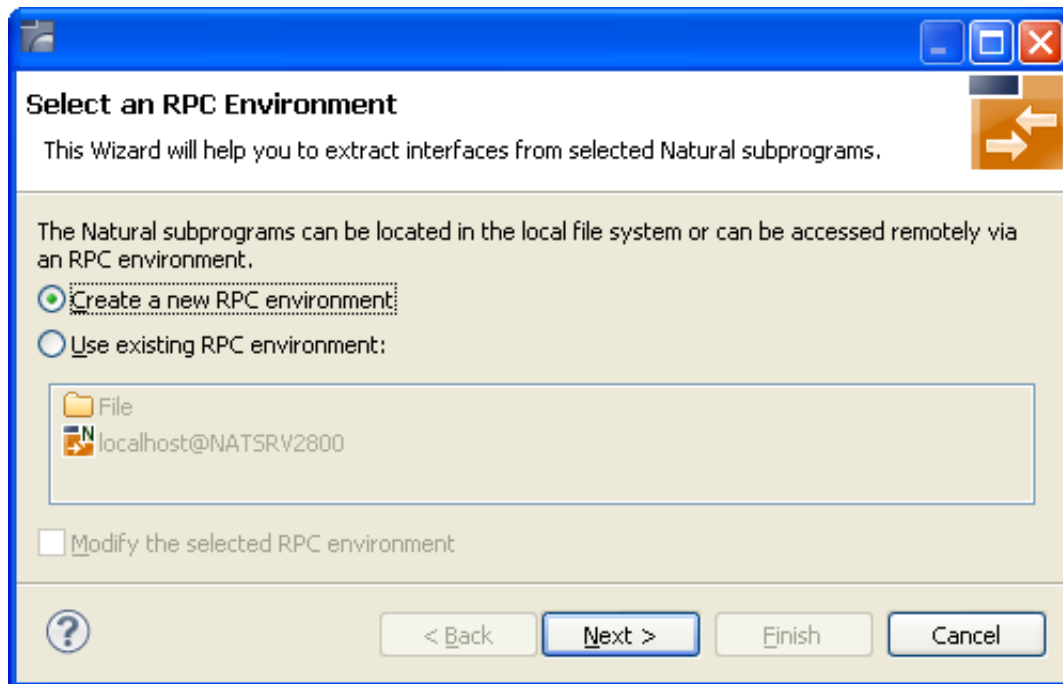 Select an RPC Environment
This Wizard will help you to extract interfaces from selected Natural subprograms.
The Natural subprograms can be located in the local file system or can be accessed remotely via
an RPC environment.
Create a new RPC environment
Use existing RPC environment:
File
N
localhost@NATSRV2800
Modify the selected RPC environment
? < Back Next > Finish Cancel